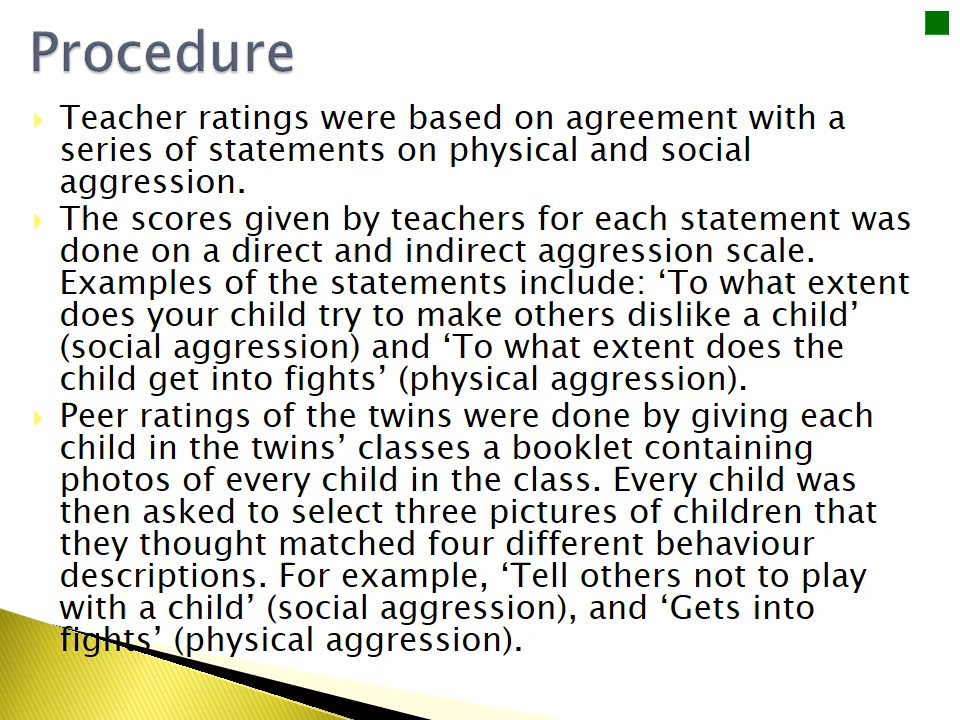 Procedure
Teacher ratings were based on agreement with a
series of statements on physical and social
aggression.
The scores given by teachers for each statement was
done on a direct and indirect aggression scale.
Examples of the statements include: ‘To what extent
does your child try to make others dislike a child’
(social aggression) and ‘To what extent does the
child get into fights’ (physical aggression).
Peer ratings of the twins were done by giving each
child in the twins’ classes a booklet containing
photos of every child in the class. Every child was
then asked to select three pictures of children that
they thought matched four different behaviour
descriptions. For example, ‘Tell others not to play
with a child’ (social aggression), and ‘Gets into
fights’ (physical aggression).